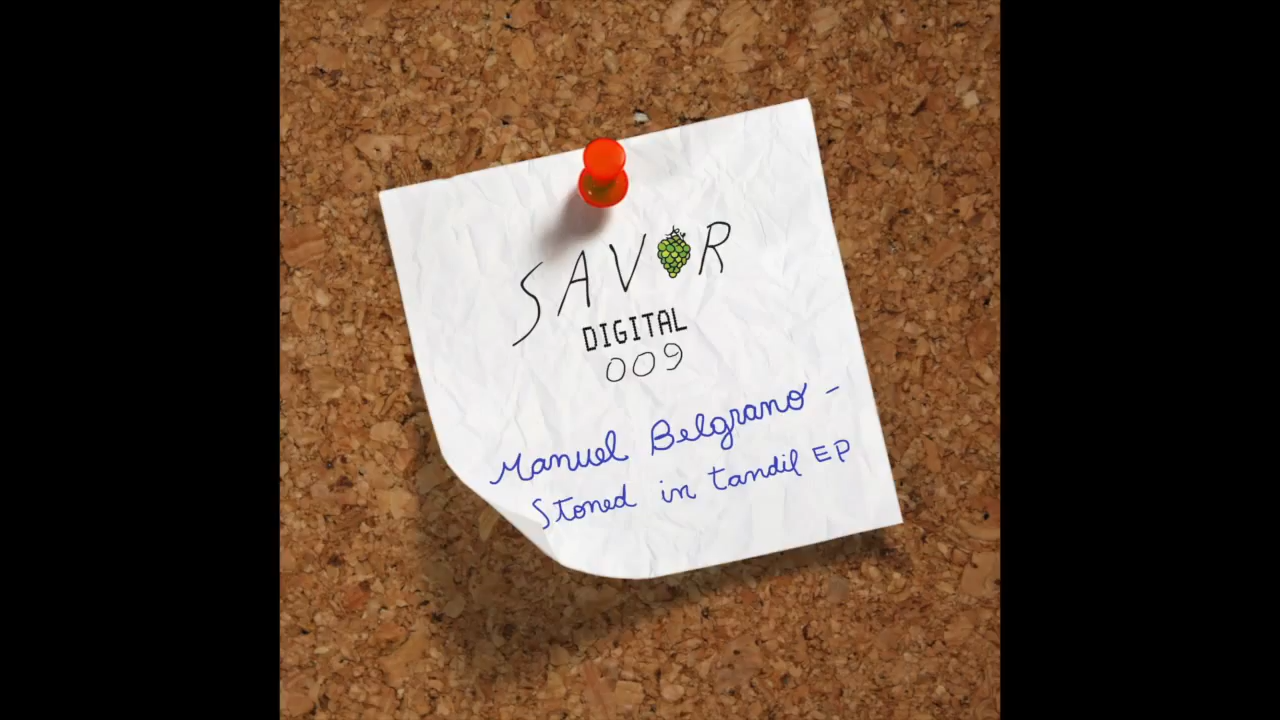 SAVOR
DIGITAL
009
Manuel Belgrano -
Stoned in tandil EP